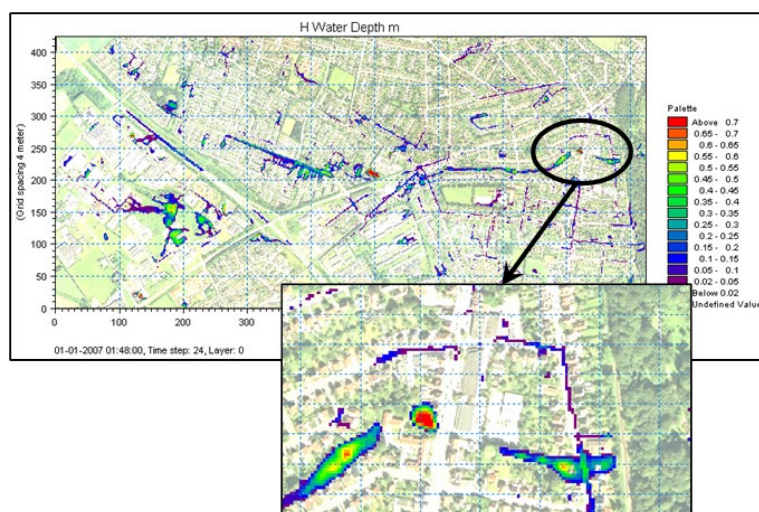 H Water Depth m
(Grid spacing 4 meter)
400
350
300
250
200
150
100
50
0
0 100 200 300
01-01-2007 01:48:00, Time step: 24, Layer: 0
Palette
Above 0.7
0.65 - 0.7
0.6 - 0.65
0.55 - 0.6
0.5 - 0.55
0.45 - 0.5
0.4 - 0.45
0.35 - 0.4
0.3 - 0.35
0.25 - 0.3
0.2 - 0.25
0.15 - 0.2
0.1 - 0.15
0.05 - 0.1
0.02 - 0.05
Below 0.02
Undefined Value